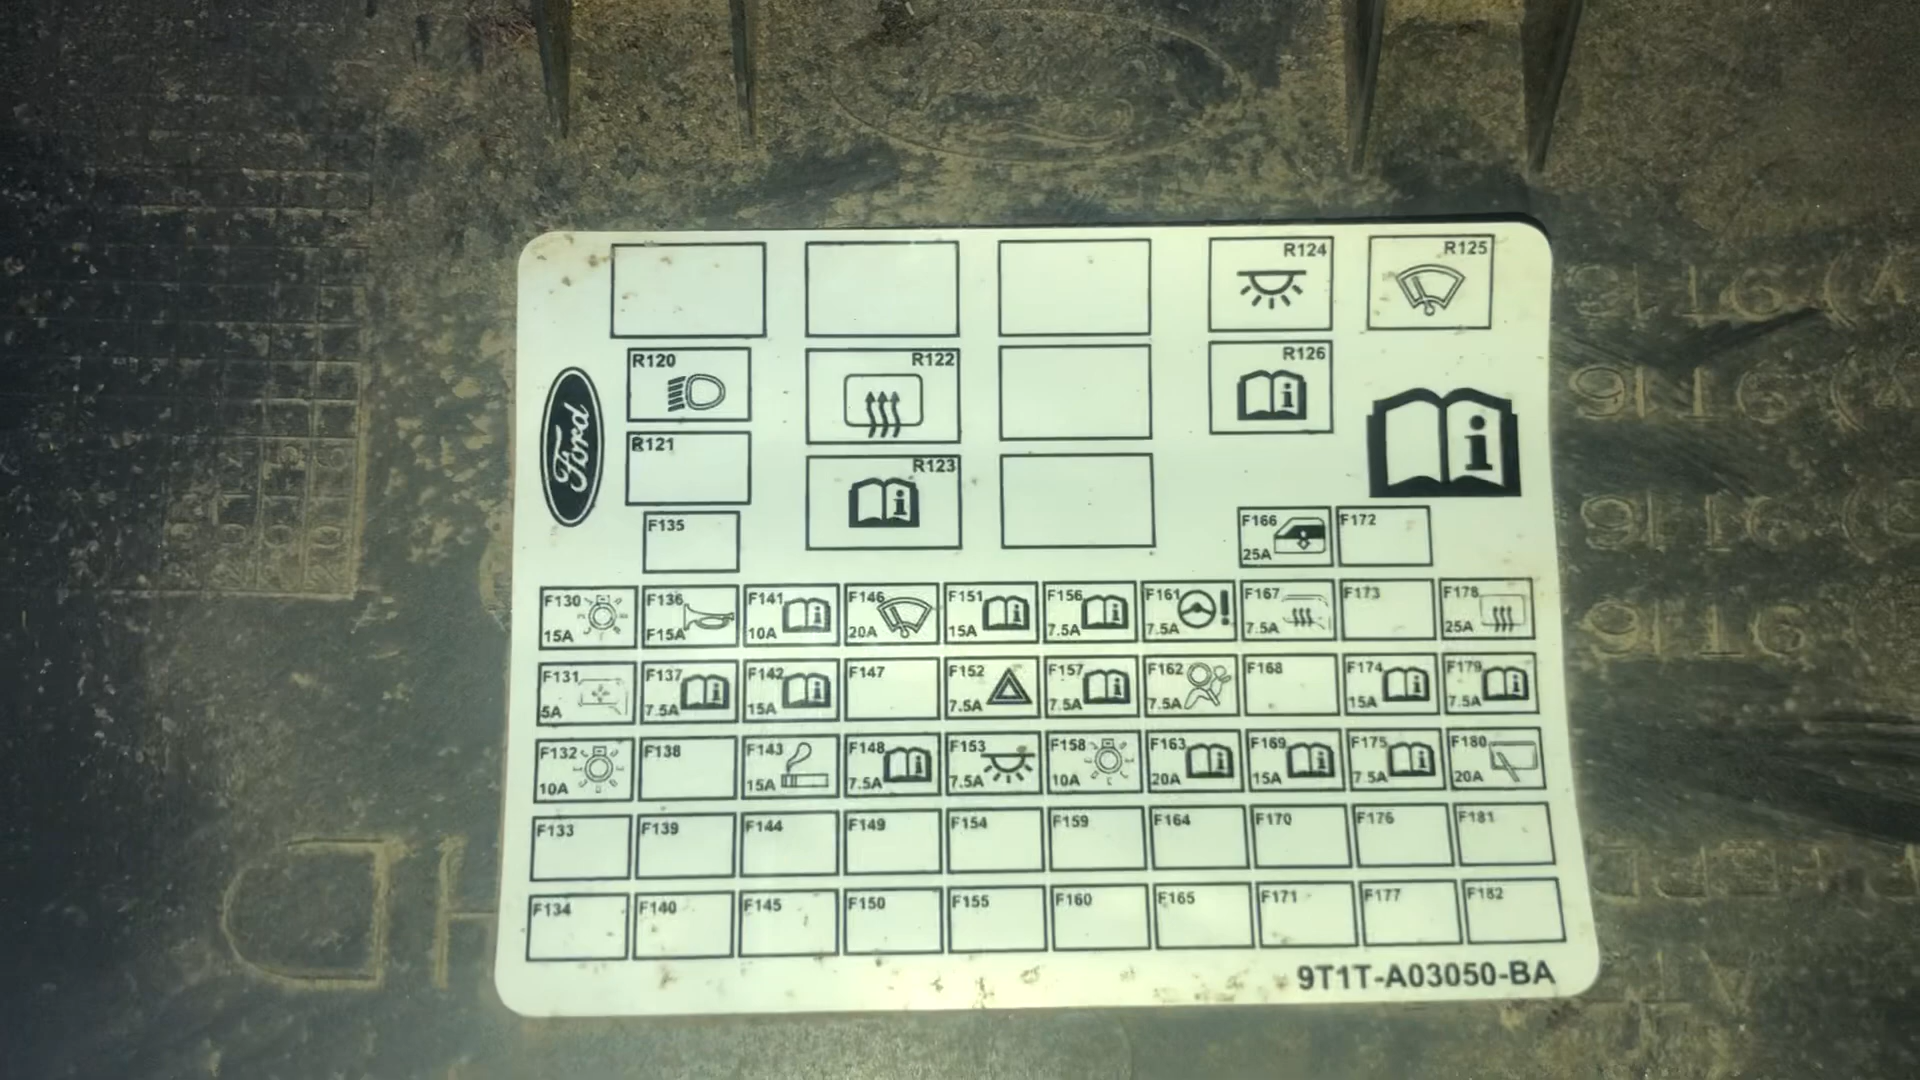 R124 R125
R120 R122 R126
R121 R123
Ford
F135 F166 25A F172
F130 15A F136 F15A F141 10A F146 20A F151 15A F156 7.5A F161 7.5A F167 7.5A F173 F178 25A
F131 5A F137 7.5A F142 15A F147 F152 7.5A F157 7.5A F162 7.5A F168 F174 15A F179 7.5A
F132 10A F138 F143 15A F148 7.5A F153 7.5A F158 10A F163 20A F169 15A F175 7.5A F180 20A
F133 F139 F144 F149 F154 F159 F164 F170 F176 F181
F134 F140 F145 F150 F155 F160 F165 F171 F177 F182
9T1T-A03050-BA